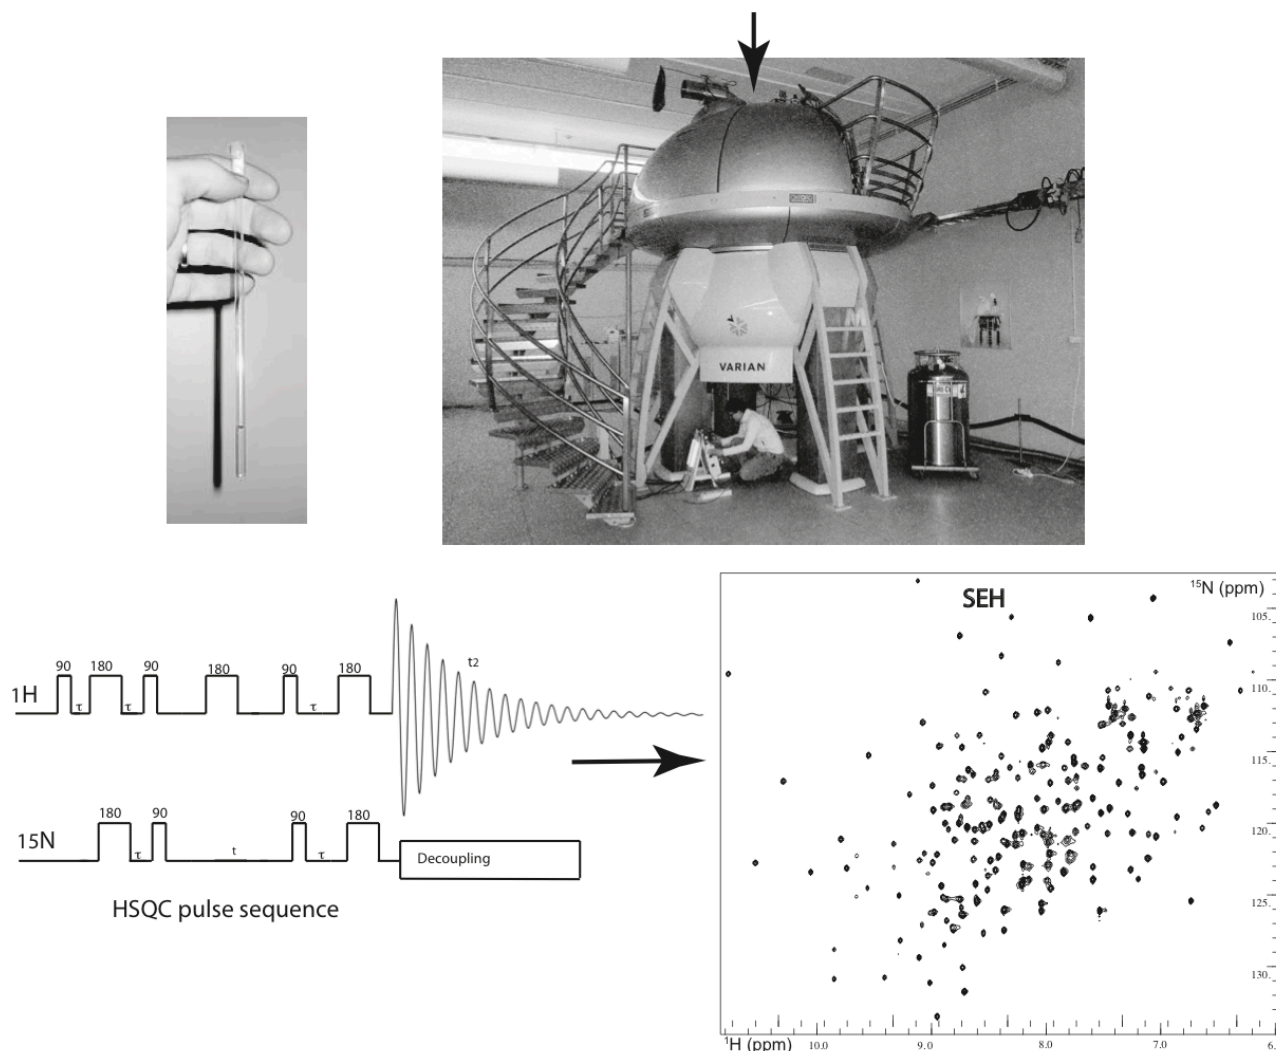 VARIAN
90 180 90 180 90 180
1H
τ τ τ
t2
180 90 90 180
15N
τ t τ
Decoupling
HSQC pulse sequence
SEH
15N (ppm)
105.
110.
115.
120.
125.
130.
1H (ppm) 10.0 9.0 8.0 7.0 6.